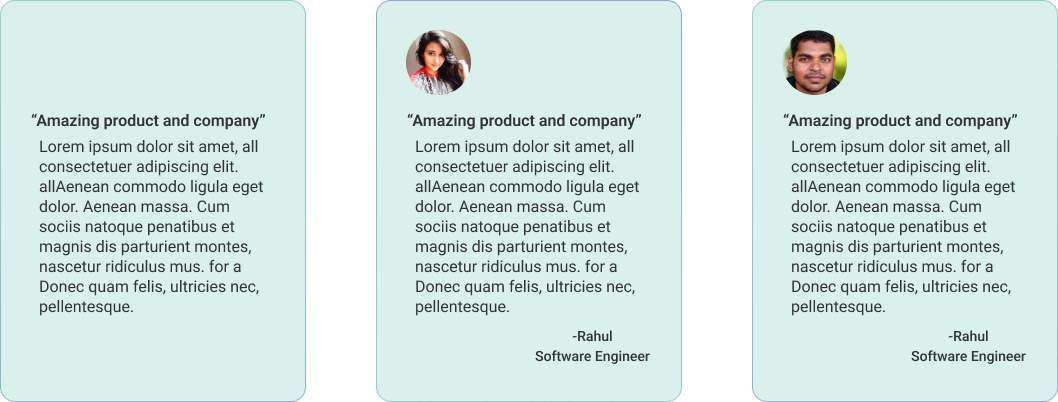 “Amazing product and company”
Lorem ipsum dolor sit amet, all
consectetuer adipiscing elit.
allAenean commodo ligula eget
dolor. Aenean massa. Cum
sociis natoque penatibus et
magnis dis parturient montes,
nascetur ridiculus mus. for a
Donec quam felis, ultricies nec,
pellentesque.
“Amazing product and company”
Lorem ipsum dolor sit amet, all
consectetuer adipiscing elit.
allAenean commodo ligula eget
dolor. Aenean massa. Cum
sociis natoque penatibus et
magnis dis parturient montes,
nascetur ridiculus mus. for a
Donec quam felis, ultricies nec,
pellentesque.
-Rahul
Software Engineer
“Amazing product and company”
Lorem ipsum dolor sit amet, all
consectetuer adipiscing elit.
allAenean commodo ligula eget
dolor. Aenean massa. Cum
sociis natoque penatibus et
magnis dis parturient montes,
nascetur ridiculus mus. for a
Donec quam felis, ultricies nec,
pellentesque.
-Rahul
Software Engineer